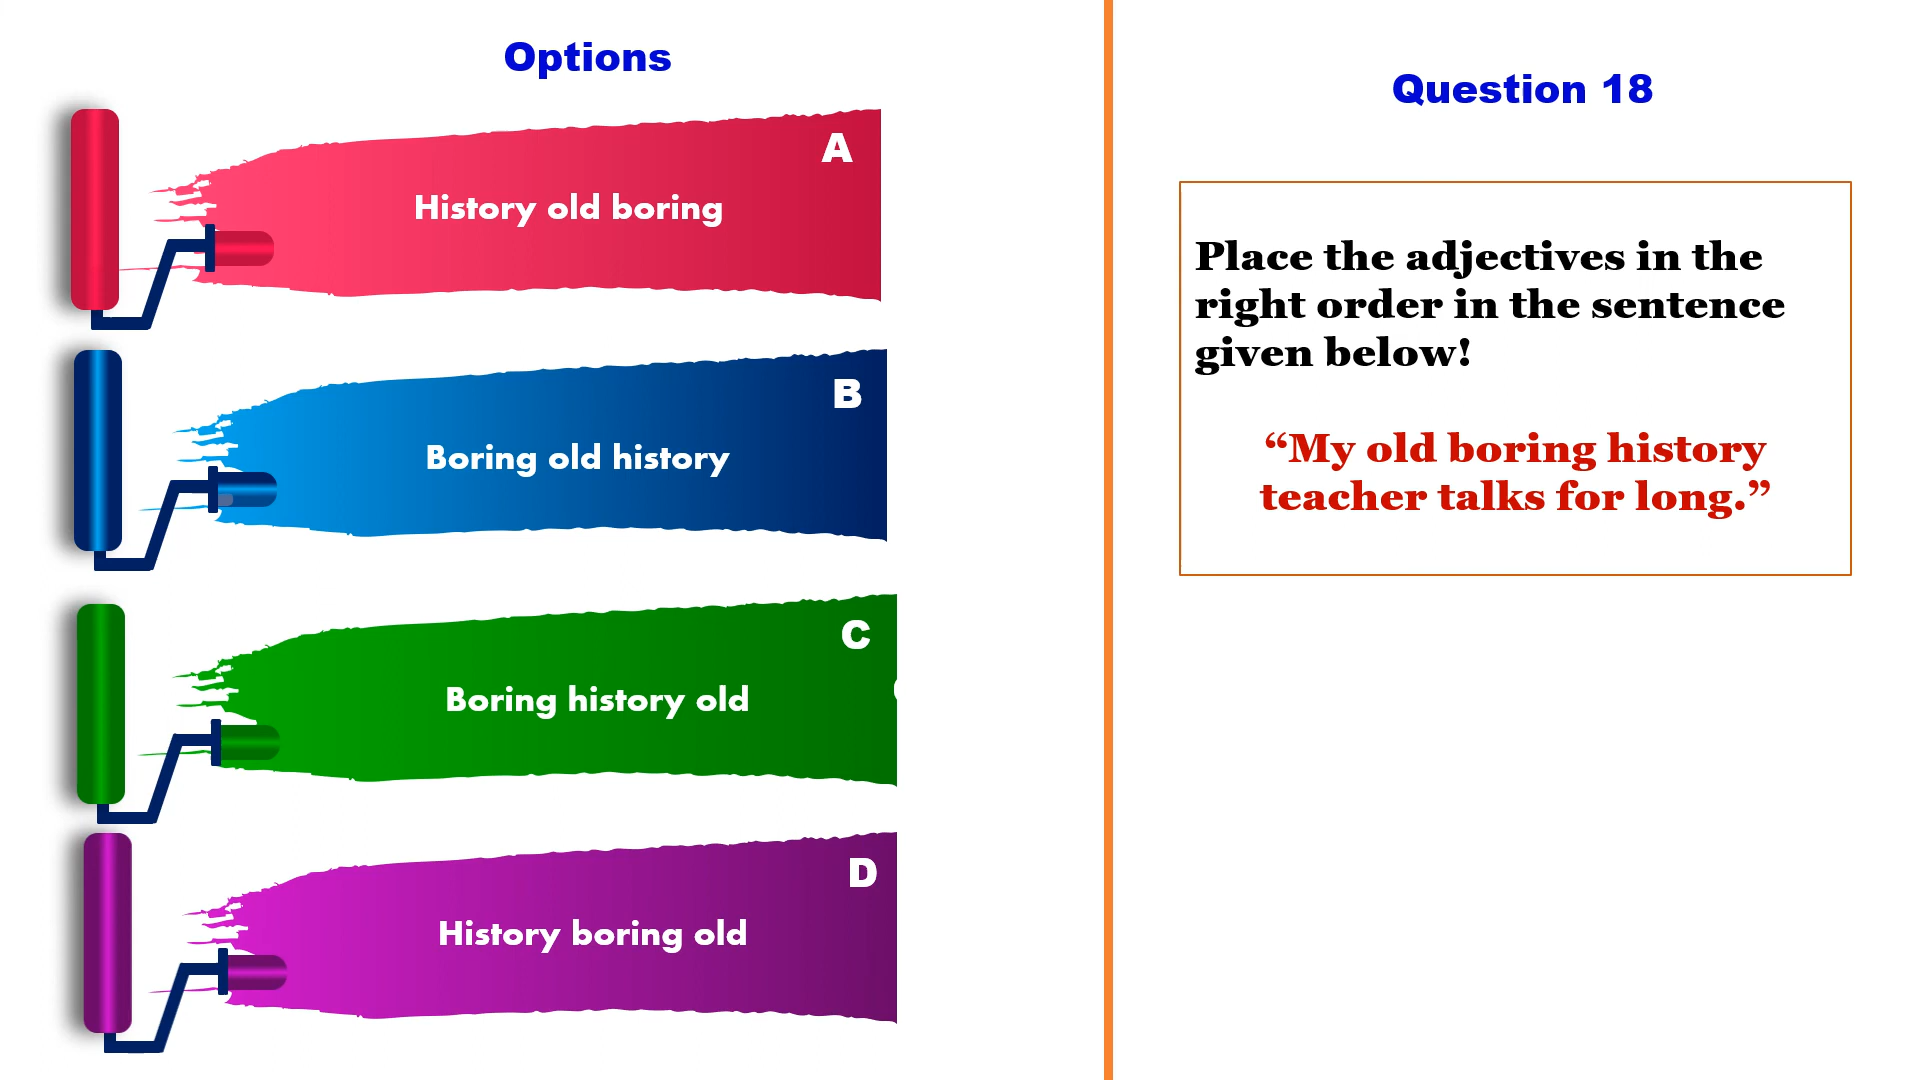 Options
A
History old boring
B
Boring old history
C
Boring history old
D
History boring old
Question 18
Place the adjectives in the
right order in the sentence
given below!
“My old boring history
teacher talks for long.”